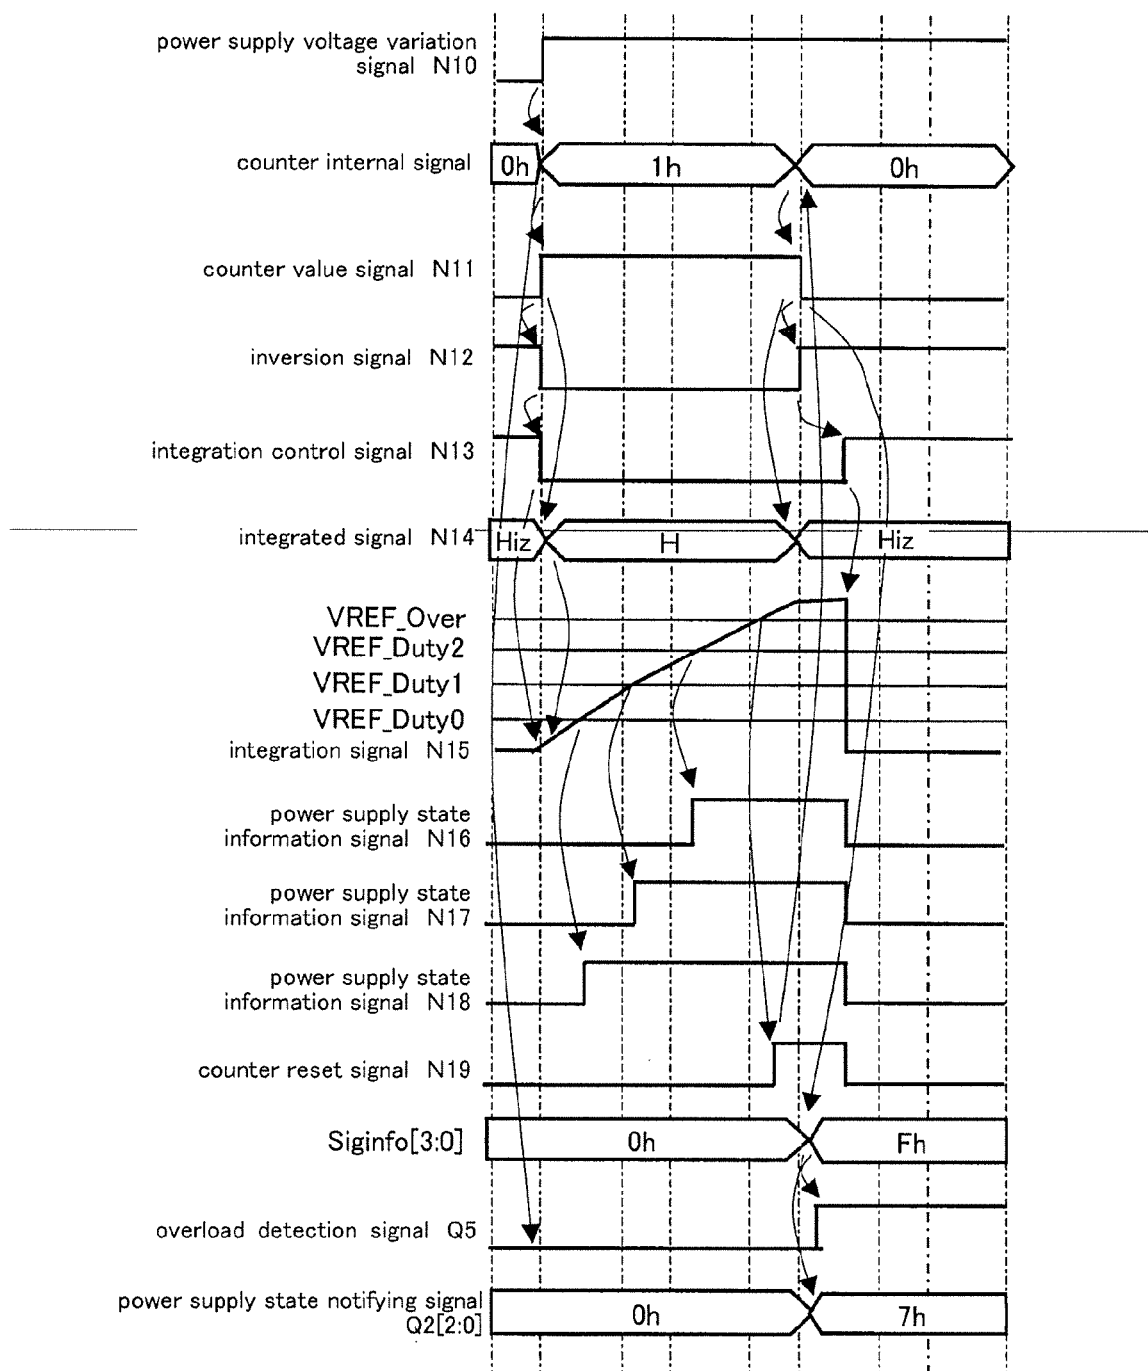 power supply voltage variation
signal N10
counter internal signal
0h 1h 0h
counter value signal N11
inversion signal N12
integration control signal N13
integrated signal N14
Hiz H Hiz
VREF_Over
VREF_Duty2
VREF_Duty1
VREF_Duty0
integration signal N15
power supply state
information signal N16
power supply state
information signal N17
power supply state
information signal N18
counter reset signal N19
Siginfo[3:0]
0h Fh
overload detection signal Q5
power supply state notifying signal
Q2[2:0]
0h 7h